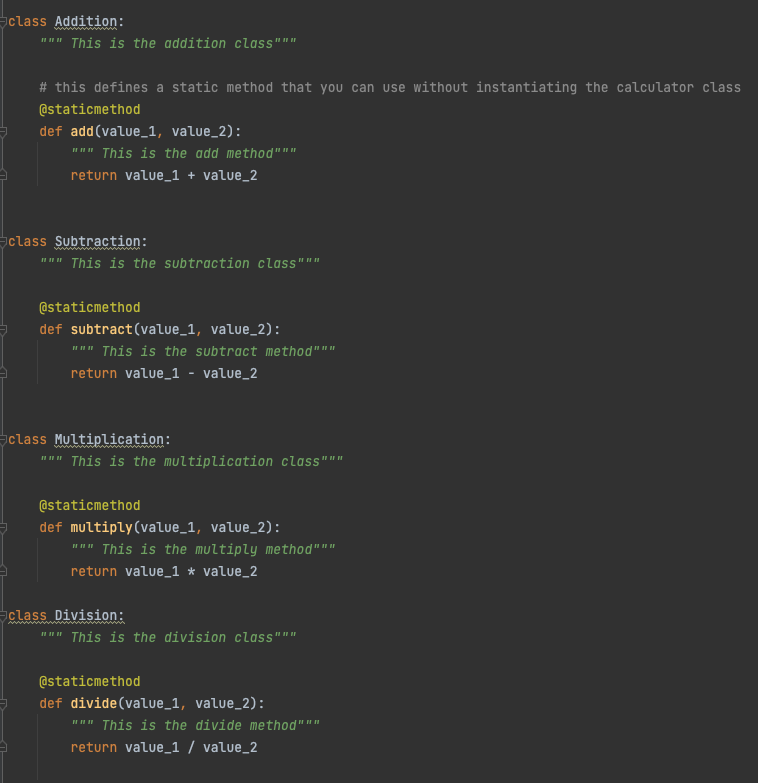 class Addition:
    """ This is the addition class"""

    # this defines a static method that you can use without instantiating the calculator class
    @staticmethod
    def add(value_1, value_2):
        """ This is the add method"""
        return value_1 + value_2


class Subtraction:
    """ This is the subtraction class"""

    @staticmethod
    def subtract(value_1, value_2):
        """ This is the subtract method"""
        return value_1 - value_2


class Multiplication:
    """ This is the multiplication class"""

    @staticmethod
    def multiply(value_1, value_2):
        """ This is the multiply method"""
        return value_1 * value_2

class Division:
    """ This is the division class"""

    @staticmethod
    def divide(value_1, value_2):
        """ This is the divide method"""
        return value_1 / value_2